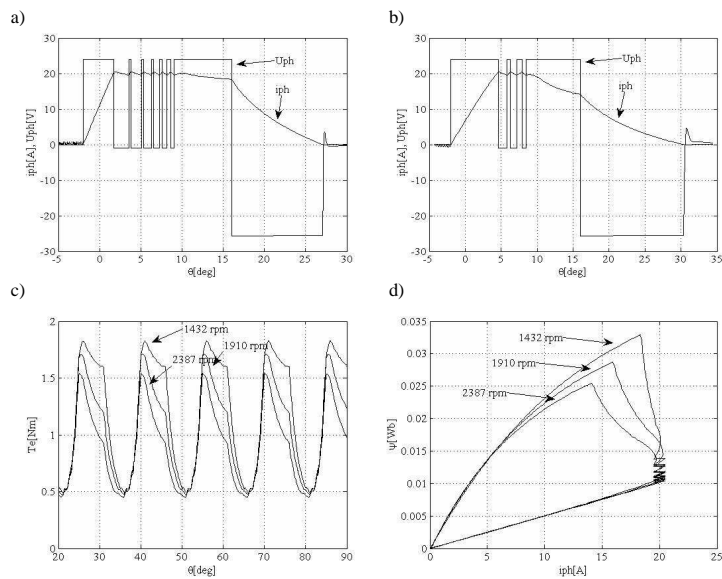 a)
b)
30
20
10
0
-10
-20
-30
iph[A], Uph[V]
Uph
iph
-5 0 5 10 15 20 25 30
θ[deg]
30
20
10
0
-10
-20
-30
iph[A], Uph[V]
Uph
iph
-5 0 5 10 15 20 25 30 35
θ[deg]
c)
d)
2
1.5
1
0.5
0
Te[Nm]
1432 rpm
1910 rpm
2387 rpm
20 30 40 50 60 70 80 90
θ[deg]
0.035
0.03
0.025
0.02
0.015
0.01
0.005
0
ψ[Wb]
1432 rpm
1910 rpm
2387 rpm
0 5 10 15 20 25
iph[A]